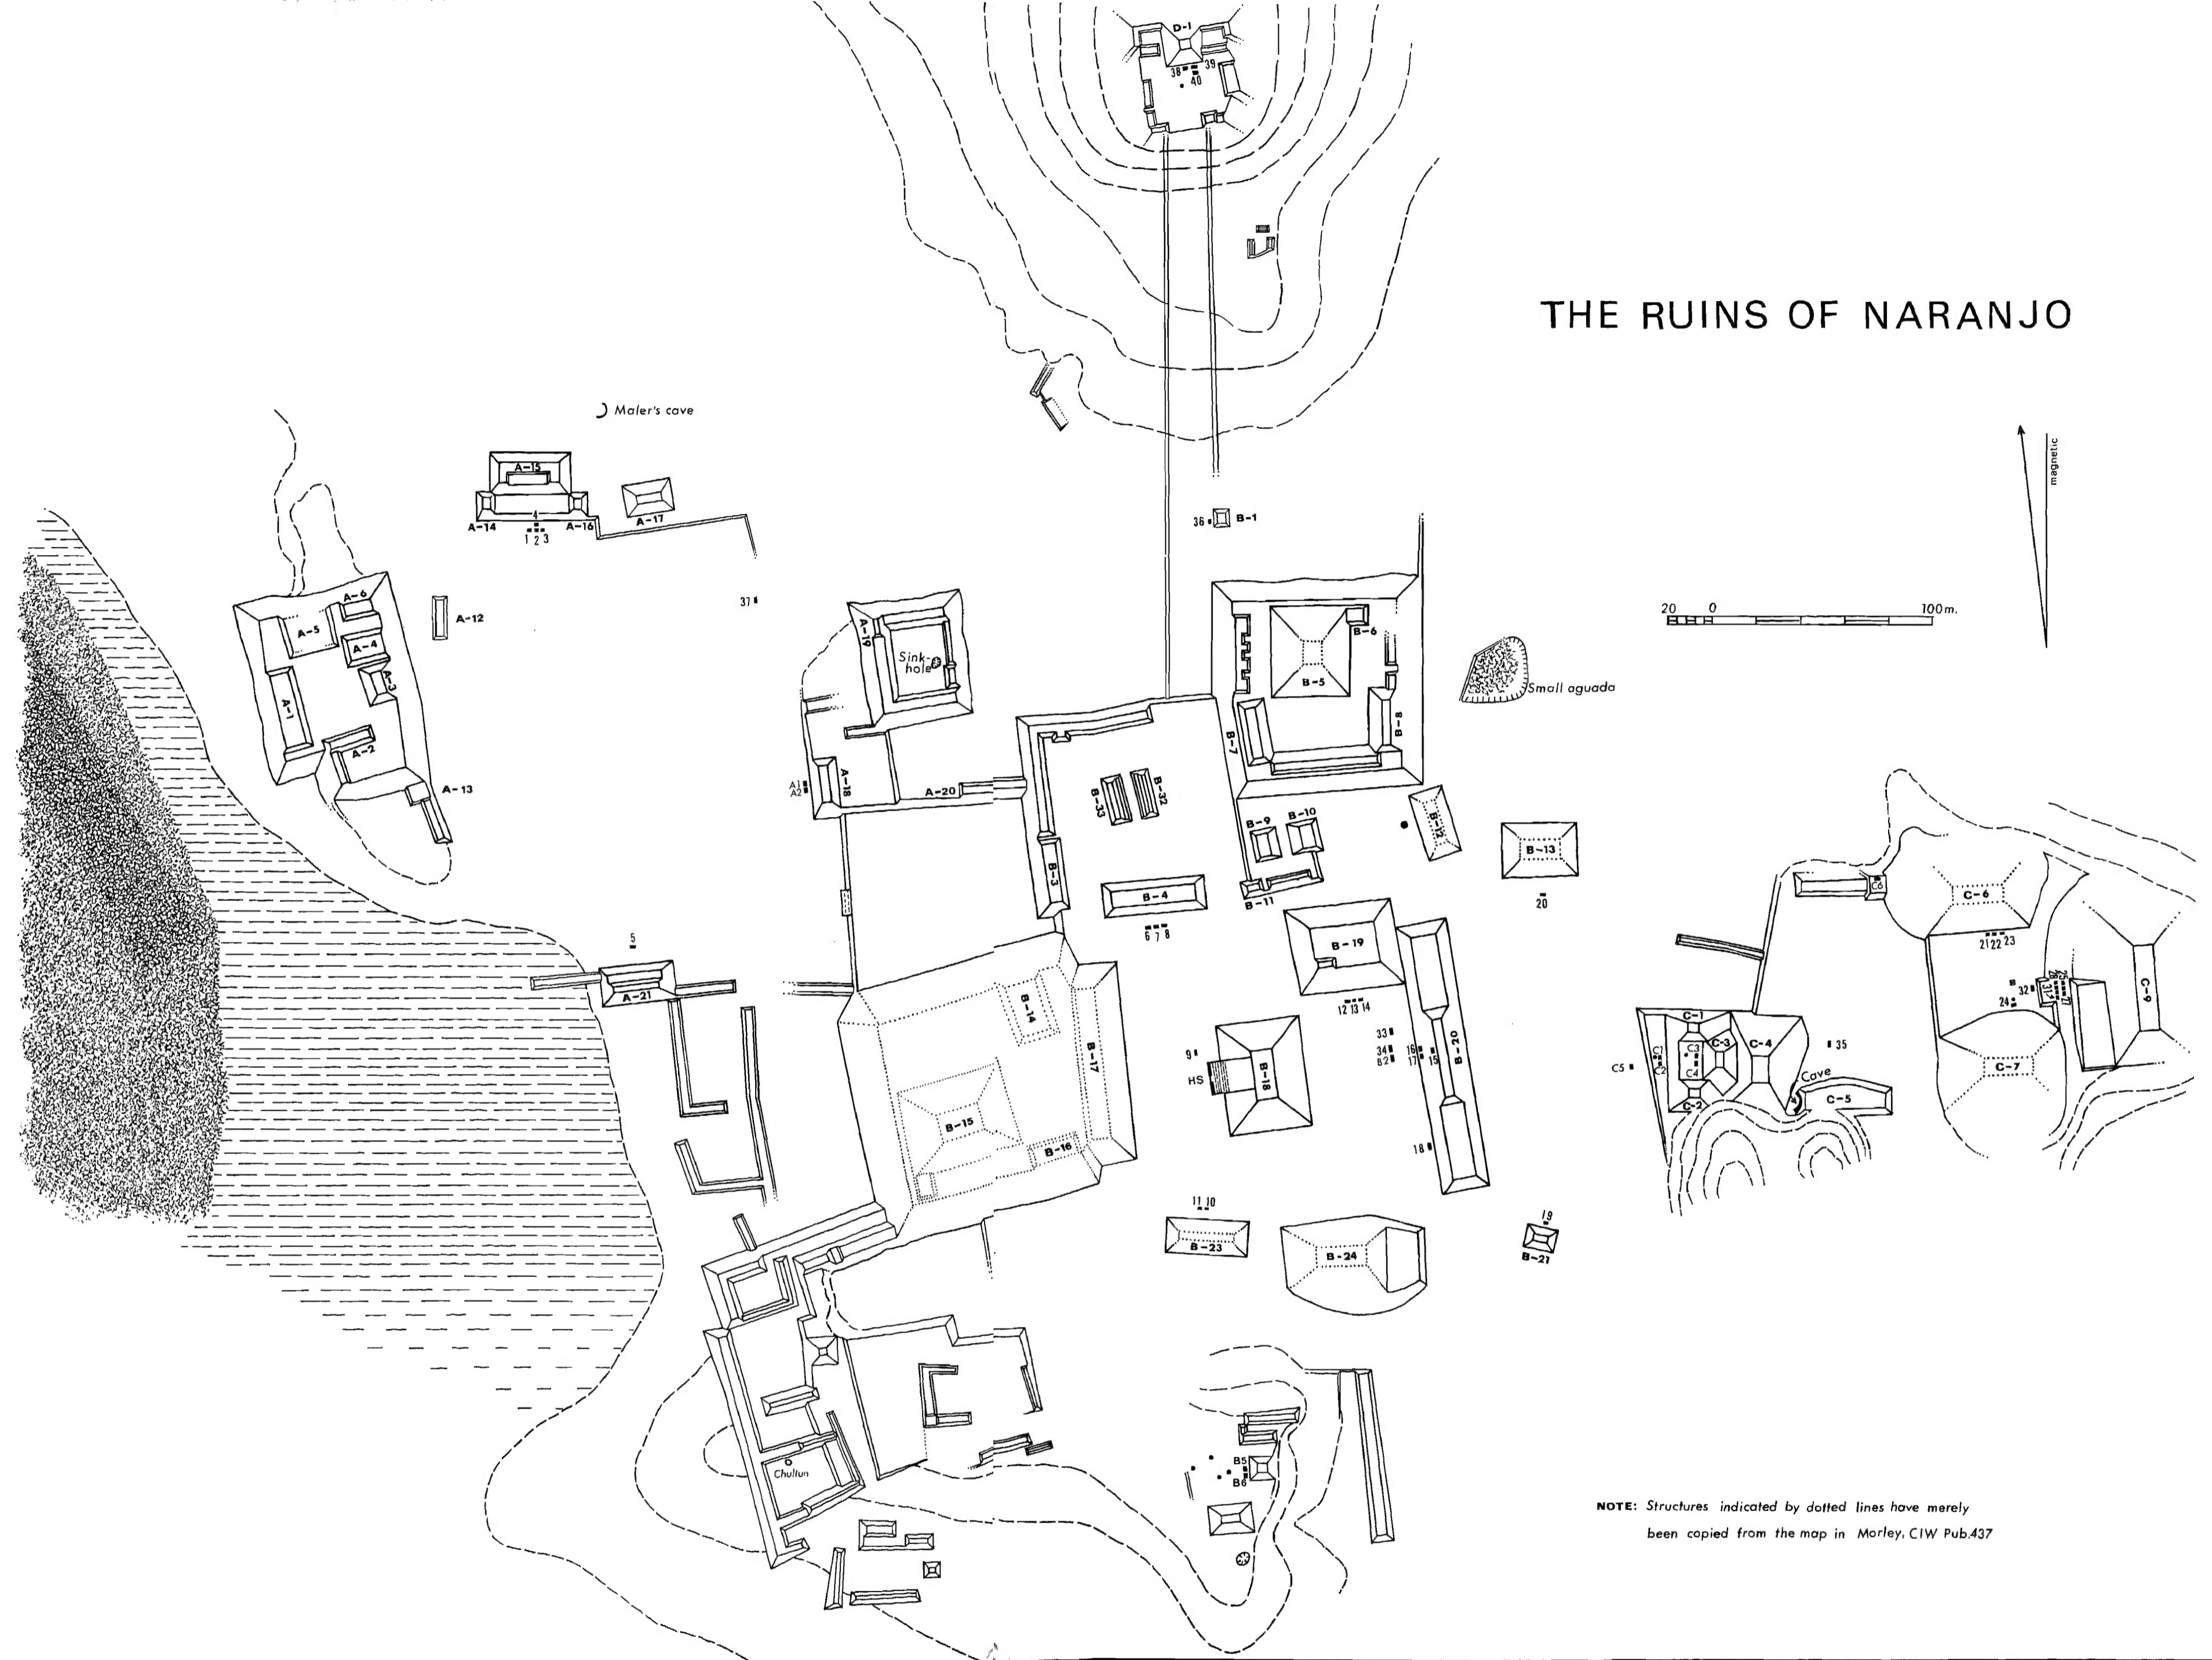 D-1
38
39
40
THE RUINS OF NARANJO
Maler's cave
magnetic
A-15
A-14
4
A-16
A-17
1 2 3
36
B-1
20 0 100m.
37
A-6
A-5
A-4
A-3
A-1
A-2
A-12
A-13
A-19
Sink-
hole
B-6
B-5
B-7
B-8
Small aguada
A1
A2
A-18
A-20
B-33
B-32
B-9
B-10
B-12
B-13
20
B-3
B-4
B-11
6 7 8
5
A-21
B-19
12 13 14
B-14
B-17
B-15
B-16
9
HS
B-18
33
34
B2
16
17
15
B-20
18
C6
C-6
21 22 23
C-9
32
24
C-7
C-1
C1
C2
C3
C4
C-3
C-4
C5
C-2
35
Cave
C-5
11 10
B-23
B-24
19
B-21
Chultun
B5
B6
NOTE: Structures indicated by dotted lines have merely
been copied from the map in Morley, CIW Pub.437